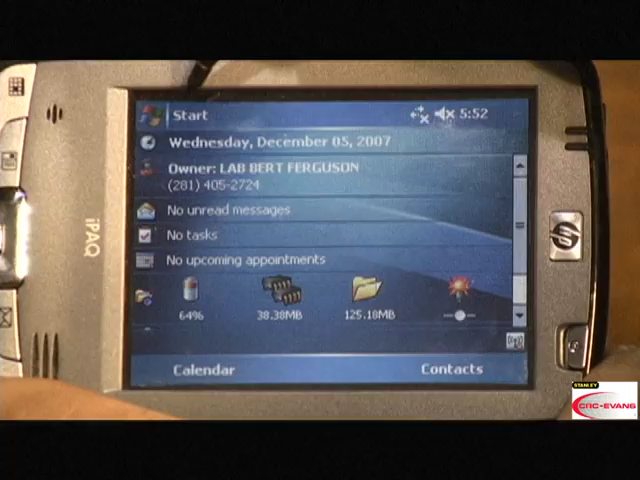 Start
5:52
Wednesday, December 05, 2007
Owner: LAB BERT FERGUSON
(281) 405-2724
No unread messages
No tasks
No upcoming appointments
64%
38.38MB
125.18MB
Calendar
Contacts
iPAQ
hp
STANLEY
CRC-EVANS